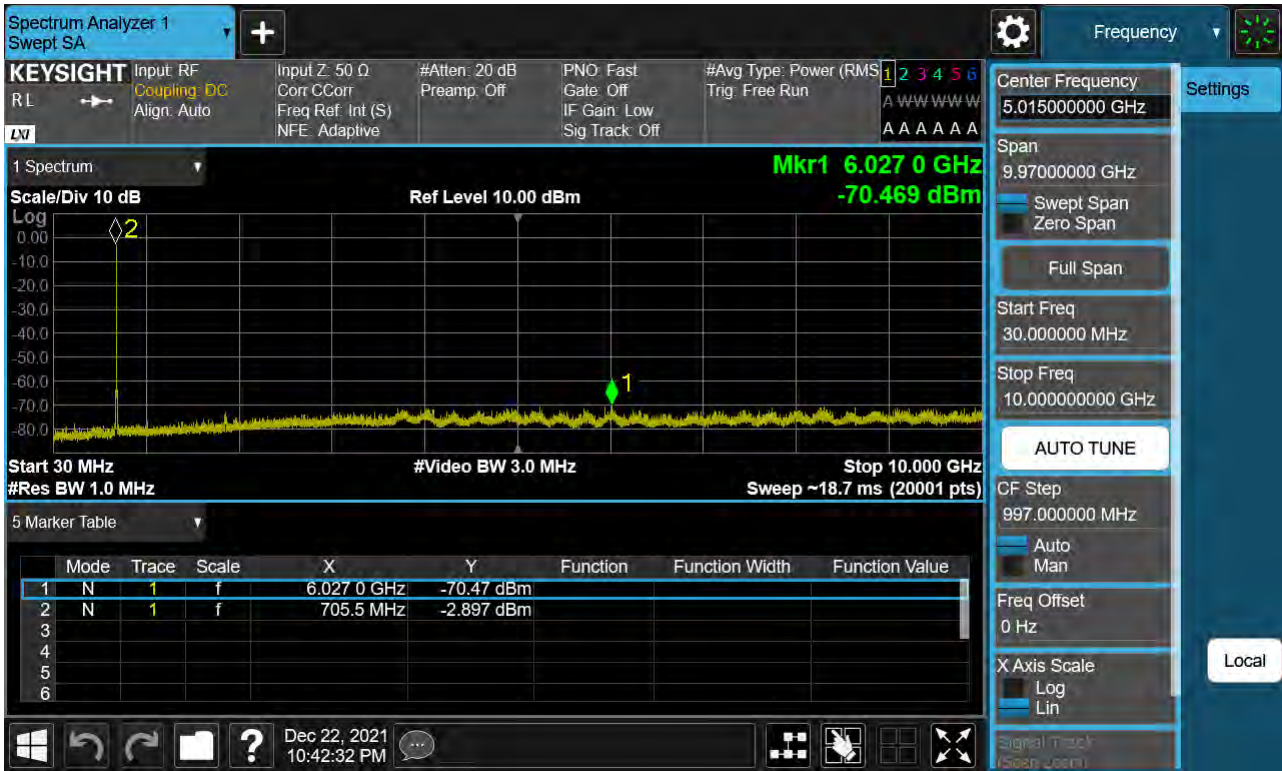 Spectrum Analyzer 1
Swept SA
+
Frequency
KEYSIGHT
RL
LXI
Input: RF
Coupling: DC
Align: Auto
Input Z: 50 Ω
Corr CCorr
Freq Ref: Int (S)
NFE: Adaptive
#Atten: 20 dB
Preamp: Off
PNO: Fast
Gate: Off
IF Gain: Low
Sig Track: Off
#Avg Type: Power (RMS
Trig: Free Run
1 2 3 4 5 6
A W W W W W
A A A A A A
1 Spectrum
Mkr1 6.027 0 GHz
-70.469 dBm
Scale/Div 10 dB
Ref Level 10.00 dBm
Log
0.00
-10.0
-20.0
-30.0
-40.0
-50.0
-60.0
-70.0
-80.0
2
1
Start 30 MHz
#Video BW 3.0 MHz
Stop 10.000 GHz
#Res BW 1.0 MHz
Sweep ~18.7 ms (20001 pts)
5 Marker Table
Mode Trace Scale X Y Function Function Width Function Value
1 N 1 f 6.027 0 GHz -70.47 dBm
2 N 1 f 705.5 MHz -2.897 dBm
3
4
5
6
?
Dec 22, 2021
10:42:32 PM
Center Frequency
5.015000000 GHz
Settings
Span
9.97000000 GHz
Swept Span
Zero Span
Full Span
Start Freq
30.000000 MHz
Stop Freq
10.000000000 GHz
AUTO TUNE
CF Step
997.000000 MHz
Auto
Man
Freq Offset
0 Hz
X Axis Scale
Log
Lin
Local
Signal Track
(Span Zoom)